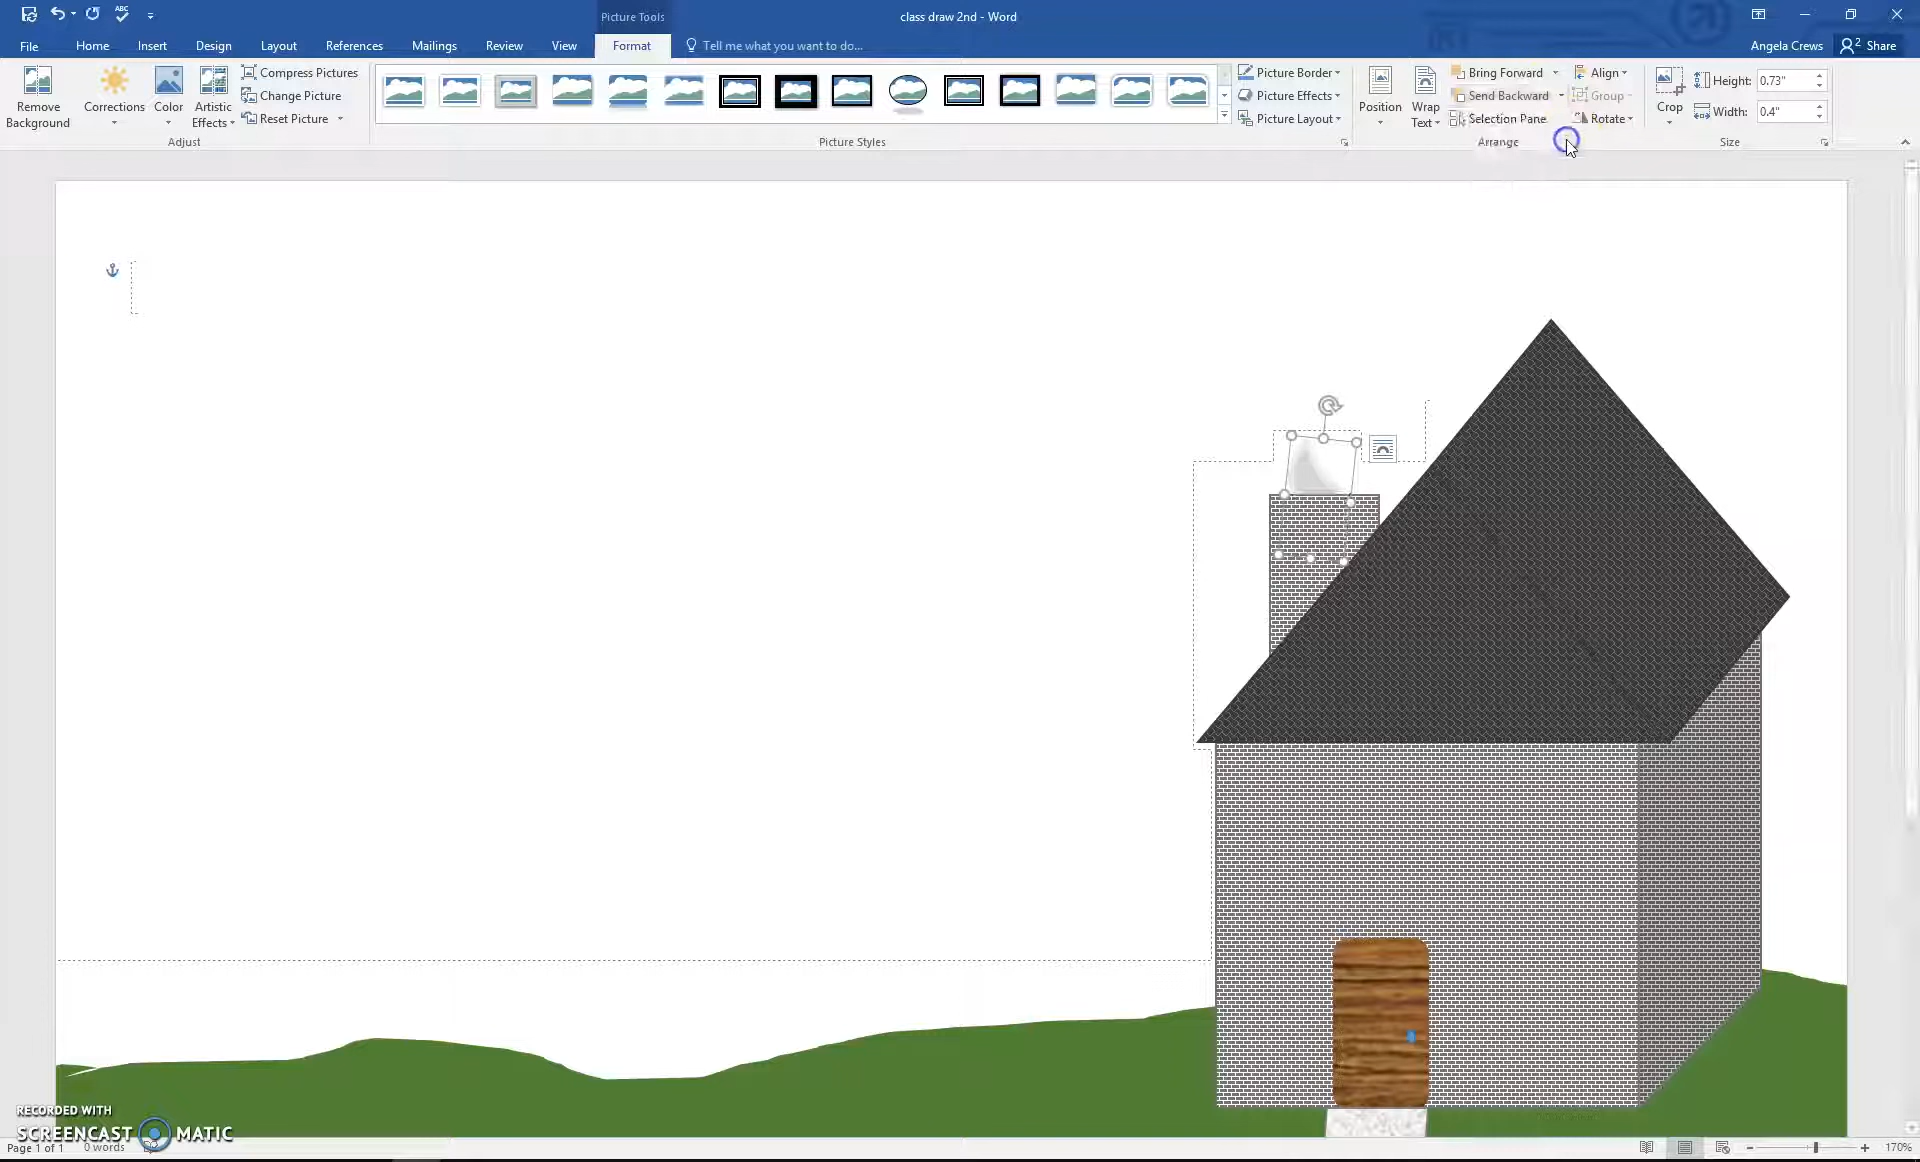 Picture Tools
class draw 2nd - Word
File Home Insert Design Layout References Mailings Review View Format Tell me what you want to do... Angela Crews Share
Remove Background
Corrections
Color
Artistic Effects
Compress Pictures
Change Picture
Reset Picture
Adjust
Picture Styles
Picture Border
Picture Effects
Picture Layout
Position
Wrap Text
Bring Forward
Send Backward
Selection Pane
Align
Group
Rotate
Arrange
Crop
Height: 0.73"
Width: 0.4"
Size
RECORDED WITH
SCREENCAST MATIC
Page 1 of 1 0 words 170%